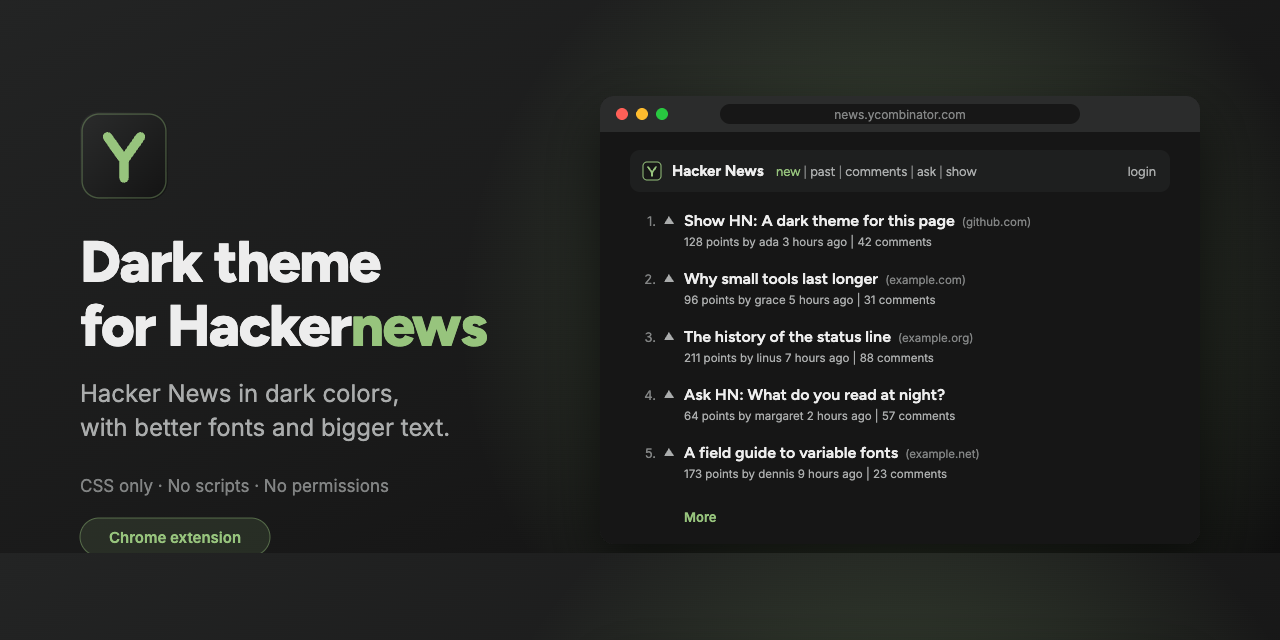 Y
Dark theme
for Hackernews
Hacker News in dark colors,
with better fonts and bigger text.
CSS only · No scripts · No permissions
Chrome extension
news.ycombinator.com
Y Hacker News new | past | comments | ask | show login
1. ▲ Show HN: A dark theme for this page (github.com)
128 points by ada 3 hours ago | 42 comments
2. ▲ Why small tools last longer (example.com)
96 points by grace 5 hours ago | 31 comments
3. ▲ The history of the status line (example.org)
211 points by linus 7 hours ago | 88 comments
4. ▲ Ask HN: What do you read at night?
64 points by margaret 2 hours ago | 57 comments
5. ▲ A field guide to variable fonts (example.net)
173 points by dennis 9 hours ago | 23 comments
More